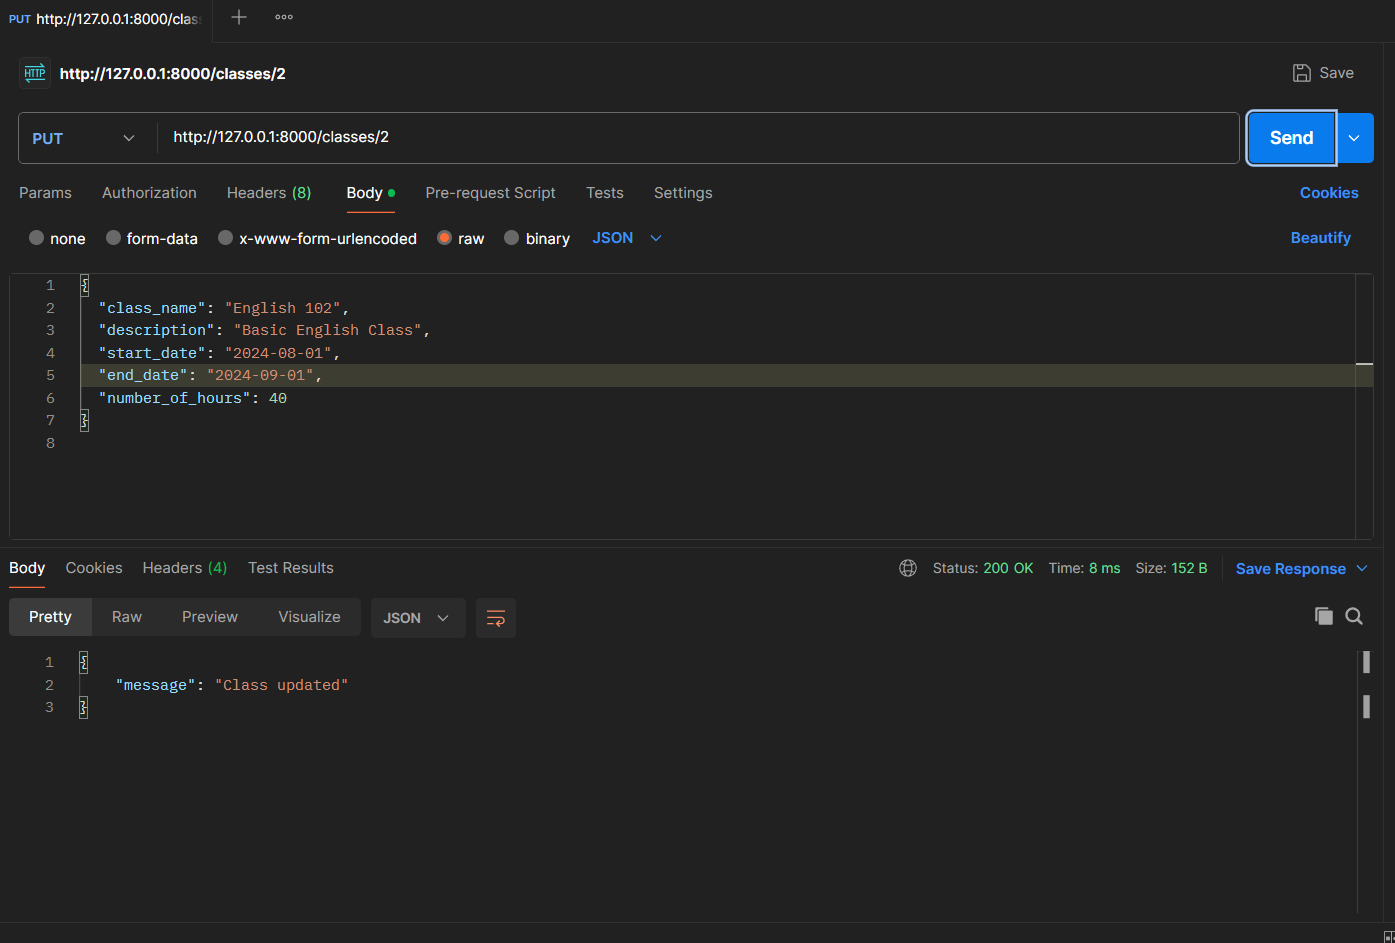 PUT http://127.0.0.1:8000/clas
HTTP http://127.0.0.1:8000/classes/2
Save
PUT http://127.0.0.1:8000/classes/2
Send
Params Authorization Headers (8) Body Pre-request Script Tests Settings Cookies
none form-data x-www-form-urlencoded raw binary JSON Beautify
1 {
2 "class_name": "English 102",
3 "description": "Basic English Class",
4 "start_date": "2024-08-01",
5 "end_date": "2024-09-01",
6 "number_of_hours": 40
7 }
8
Body Cookies Headers (4) Test Results Status: 200 OK Time: 8 ms Size: 152 B Save Response
Pretty Raw Preview Visualize JSON
1 {
2 "message": "Class updated"
3 }